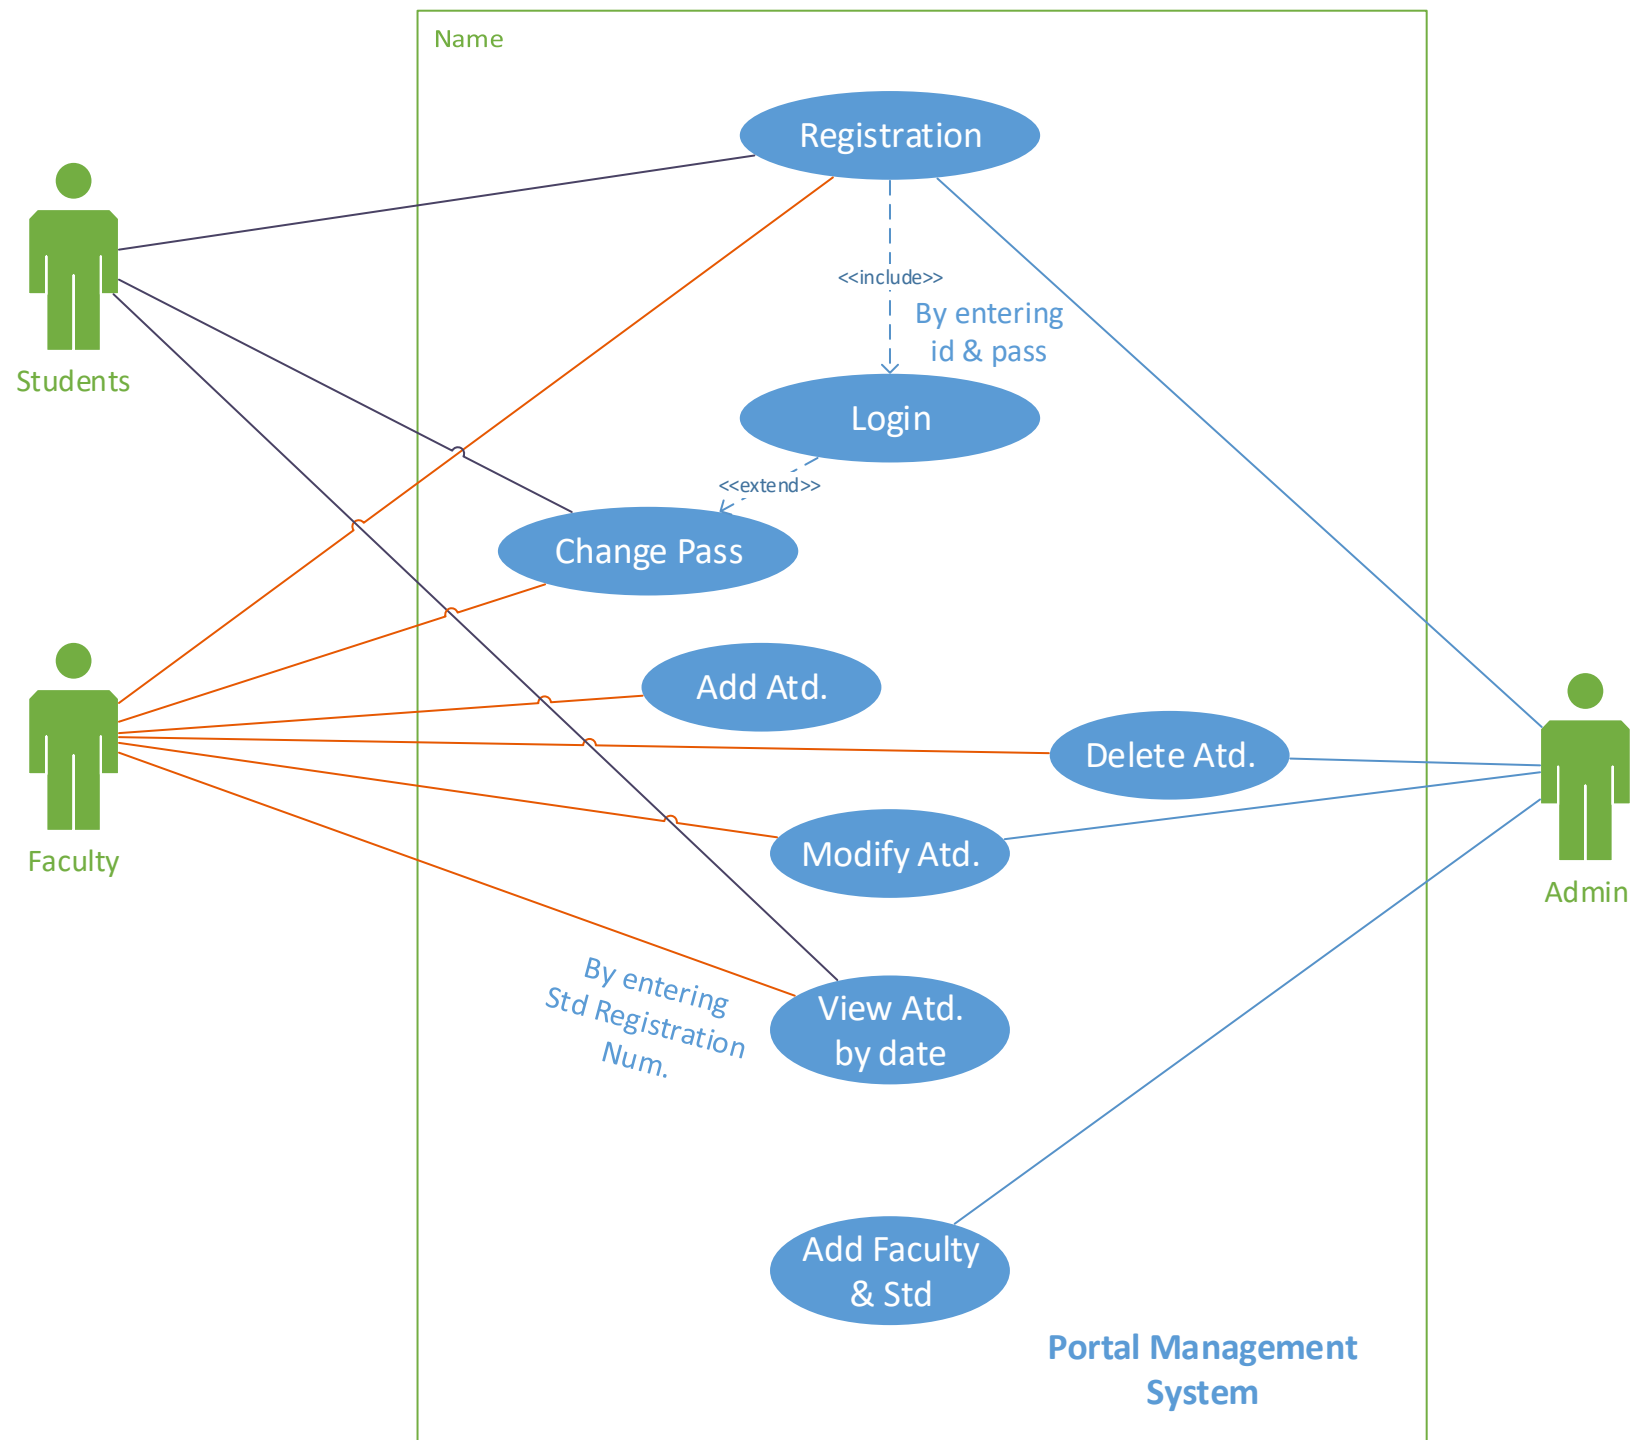 Name
Registration
<<include>>
By entering
id & pass
Students
Login
<<extend>>
Change Pass
Add Atd.
Delete Atd.
Modify Atd.
Faculty
Admin
By entering
Std Registration
Num.
View Atd.
by date
Add Faculty
& Std
Portal Management
System